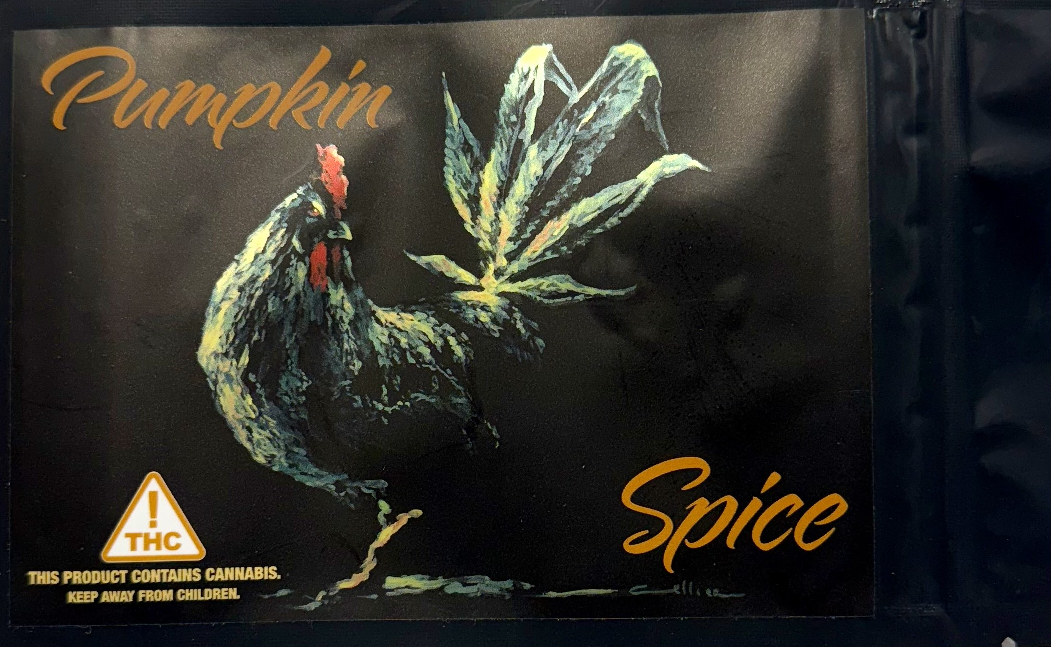 Pumpkin
Spice
!
THC
THIS PRODUCT CONTAINS CANNABIS.
KEEP AWAY FROM CHILDREN.